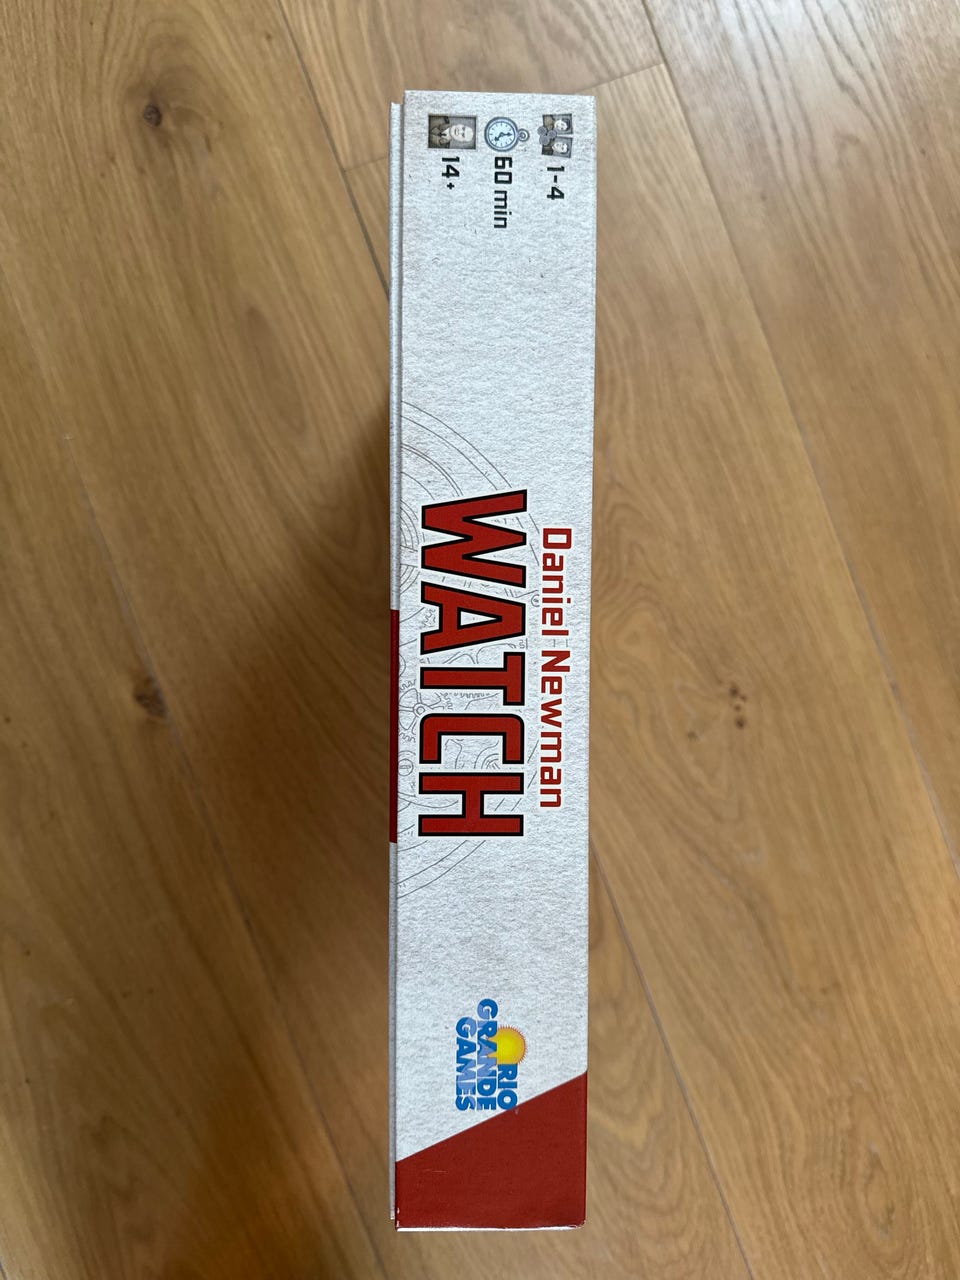 1-4
60 min
14+
Daniel Newman
WATCH
RIO
GRANDE
GAMES